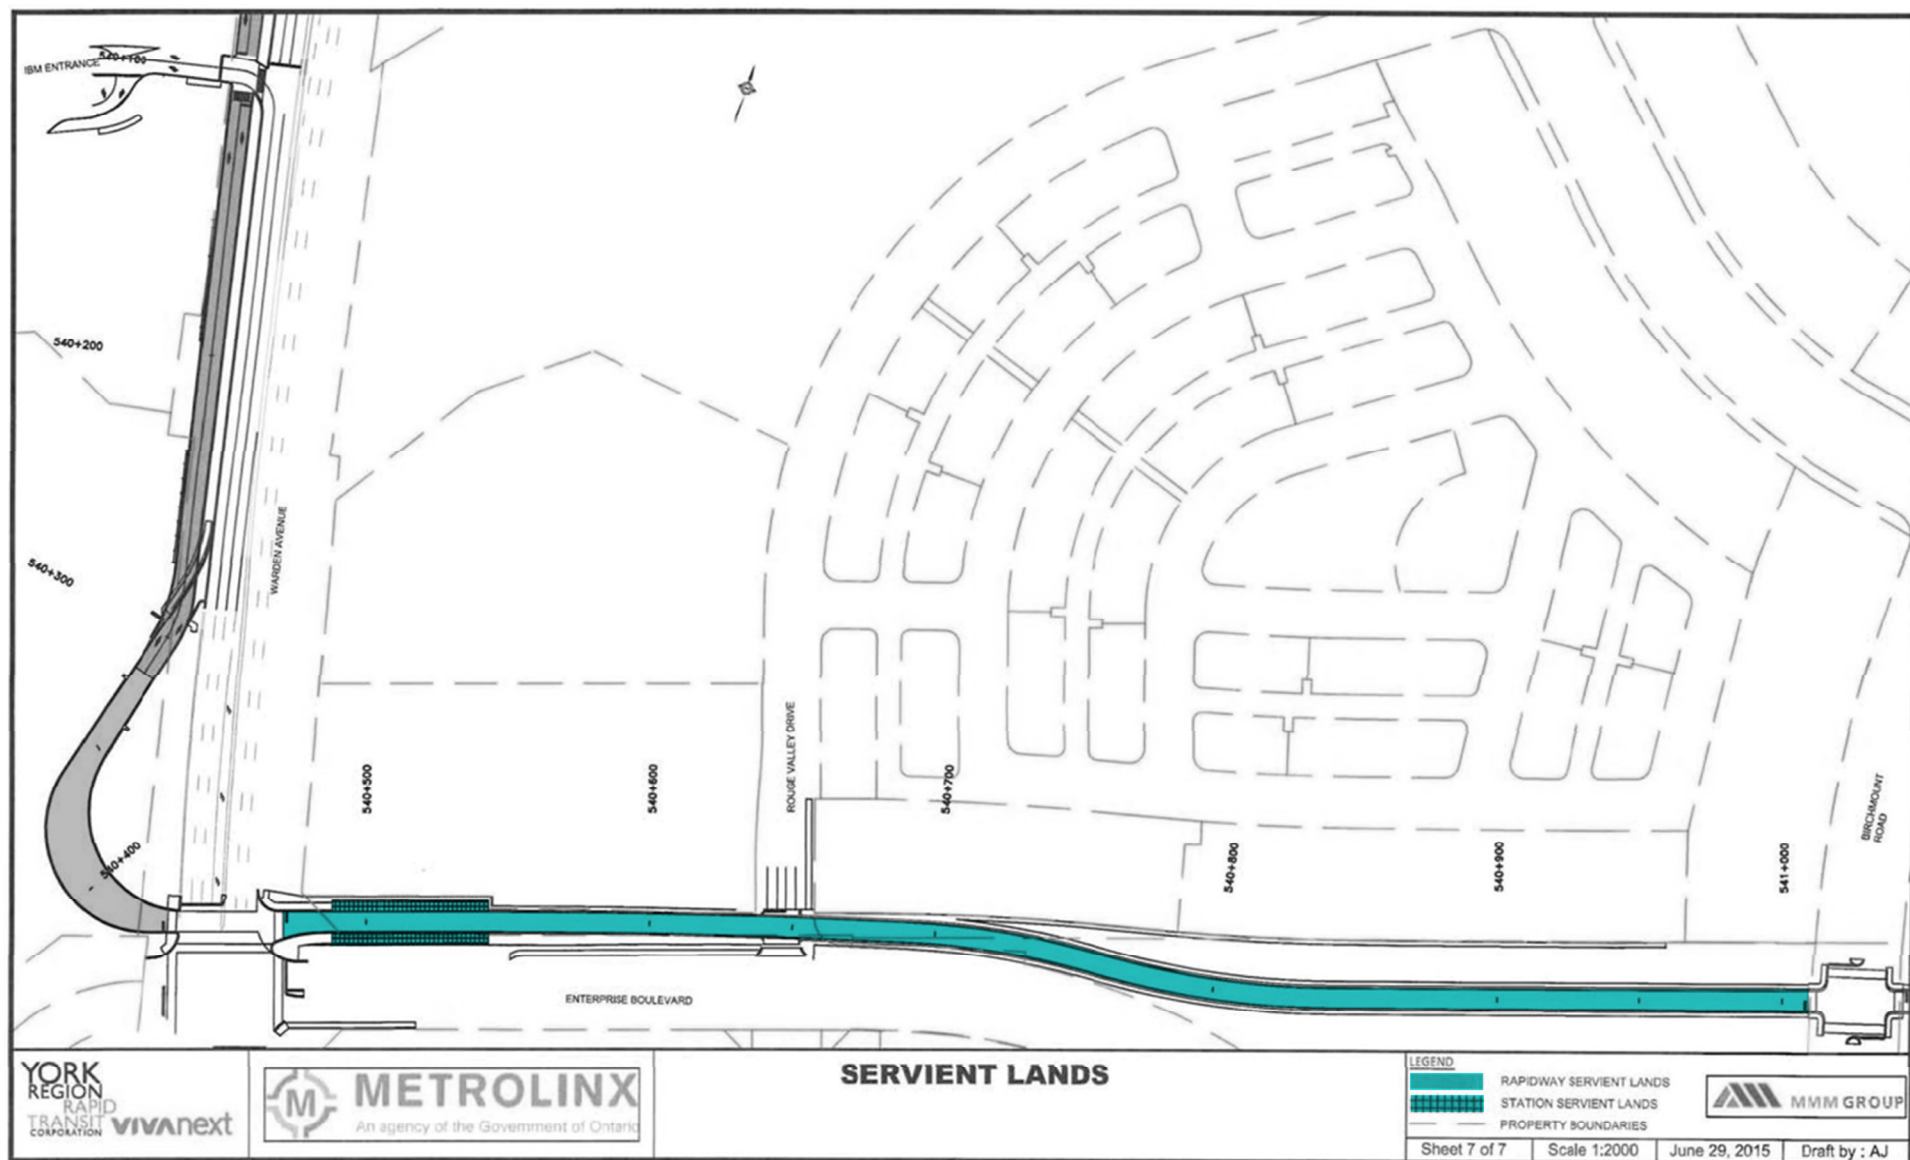 IBM ENTRANCE
540+100
540+200
540+300
WARDEN AVENUE
540+400
540+500
540+600
ROUGE VALLEY DRIVE
540+700
540+800
540+900
541+000
BIRCHMOUNT
ROAD
ENTERPRISE BOULEVARD
YORK
REGION
RAPID
TRANSIT
CORPORATION
vivanext
M
METROLINX
An agency of the Government of Ontario
SERVIENT LANDS
LEGEND
RAPIDWAY SERVIENT LANDS
STATION SERVIENT LANDS
PROPERTY BOUNDARIES
MMM GROUP
Sheet 7 of 7
Scale 1:2000
June 29, 2015
Draft by : AJ